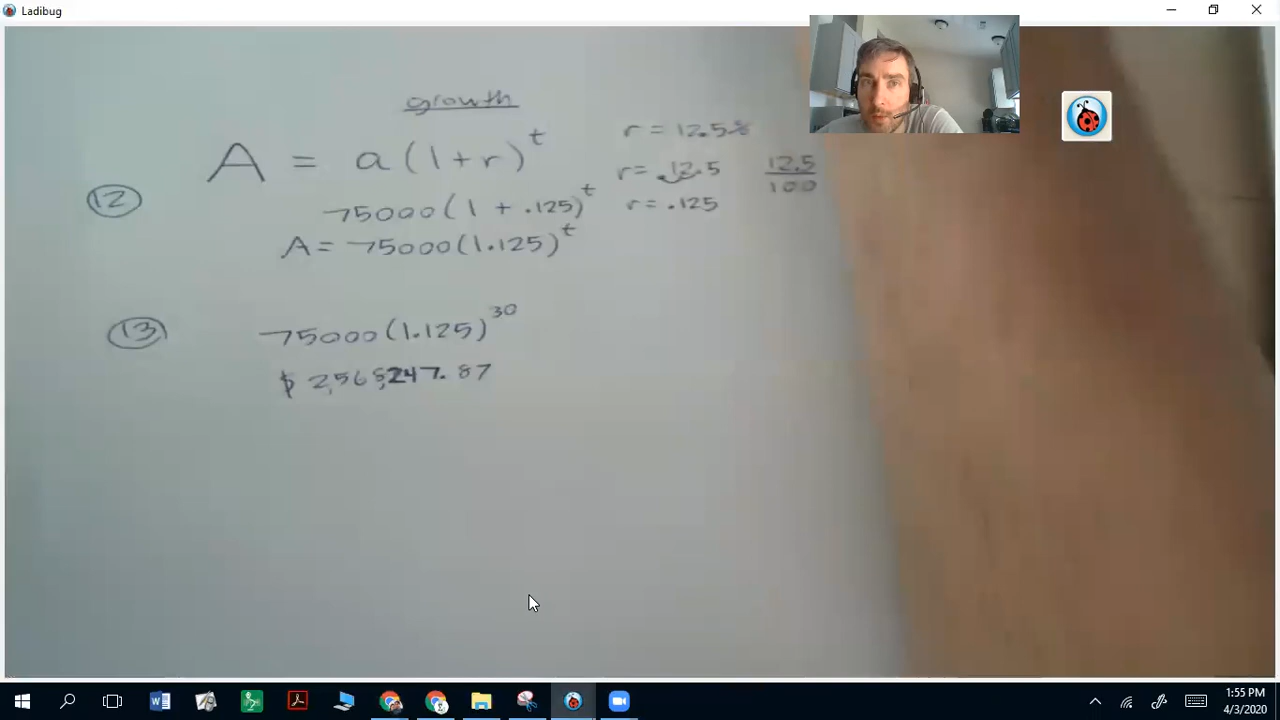 Ladibug
growth
A = a(1+r)^t
r = 12.5%
r = .12.5
12.5
100
r = .125
12
75000(1 + .125)^t
A = 75000(1.125)^t
13
75000(1.125)^30
$ 2,568,247.87
1:55 PM
4/3/2020